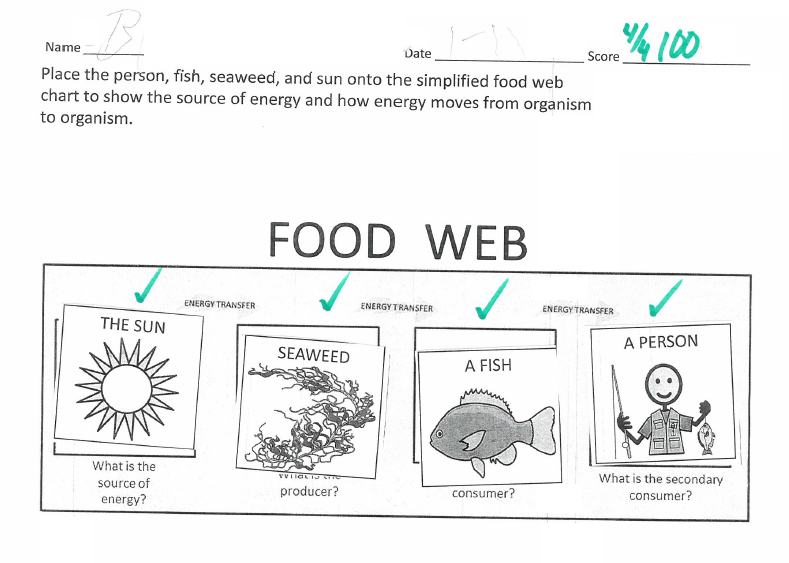 Name B
Date
Score 4/4 100
Place the person, fish, seaweed, and sun onto the simplified food web
chart to show the source of energy and how energy moves from organism
to organism.
FOOD WEB
ENERGY TRANSFER ENERGY TRANSFER ENERGY TRANSFER
THE SUN
SEAWEED
A FISH
A PERSON
What is the
source of
energy?
What is the
producer?
consumer?
What is the secondary
consumer?